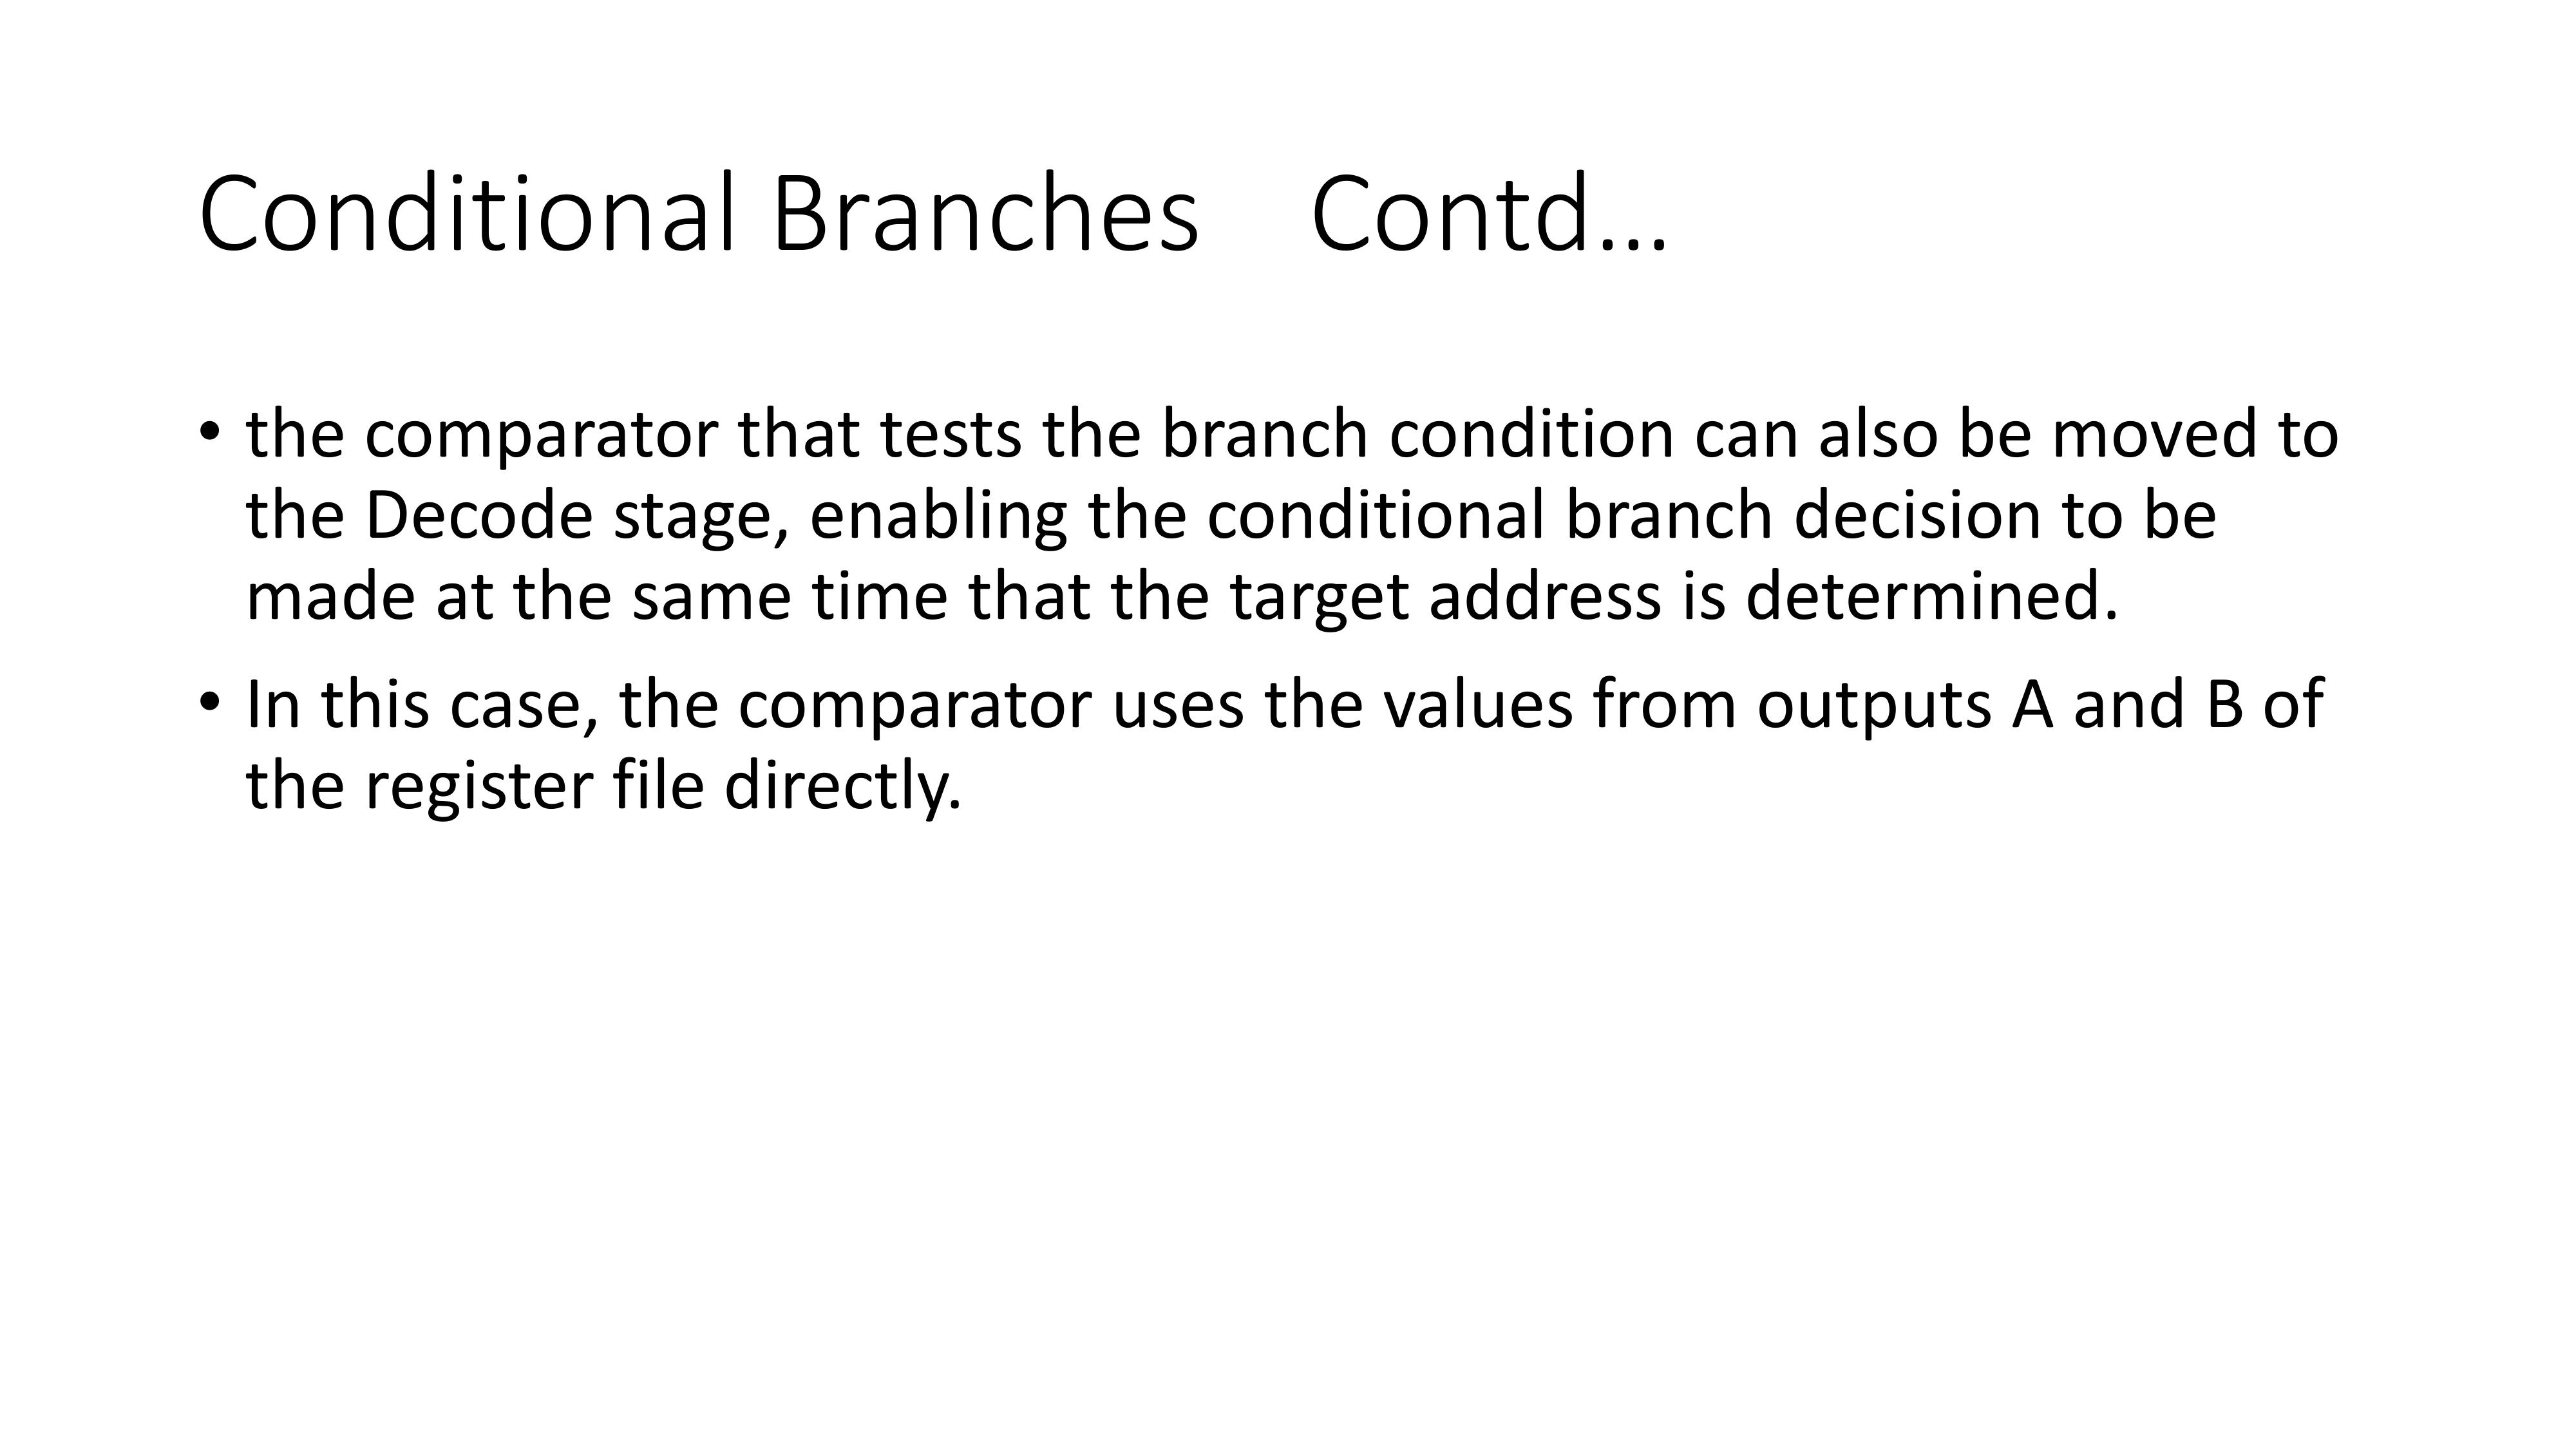 Conditional Branches    Contd…
• the comparator that tests the branch condition can also be moved to
the Decode stage, enabling the conditional branch decision to be
made at the same time that the target address is determined.
• In this case, the comparator uses the values from outputs A and B of
the register file directly.